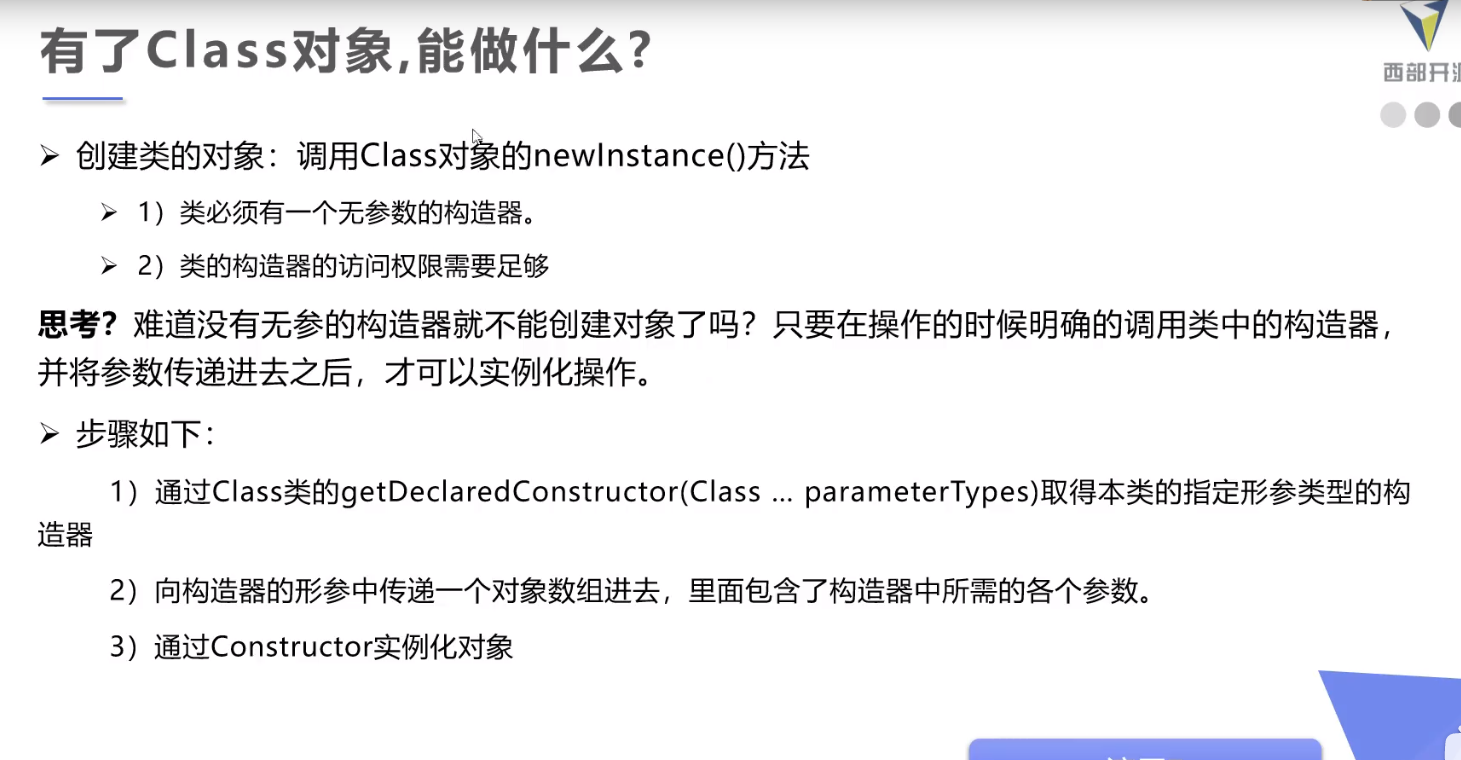 有了Class对象,能做什么?
西部开
➢ 创建类的对象：调用Class对象的newInstance()方法
➢ 1）类必须有一个无参数的构造器。
➢ 2）类的构造器的访问权限需要足够
思考？难道没有无参的构造器就不能创建对象了吗？只要在操作的时候明确的调用类中的构造器，
并将参数传递进去之后，才可以实例化操作。
➢ 步骤如下：
1）通过Class类的getDeclaredConstructor(Class … parameterTypes)取得本类的指定形参类型的构
造器
2）向构造器的形参中传递一个对象数组进去，里面包含了构造器中所需的各个参数。
3）通过Constructor实例化对象